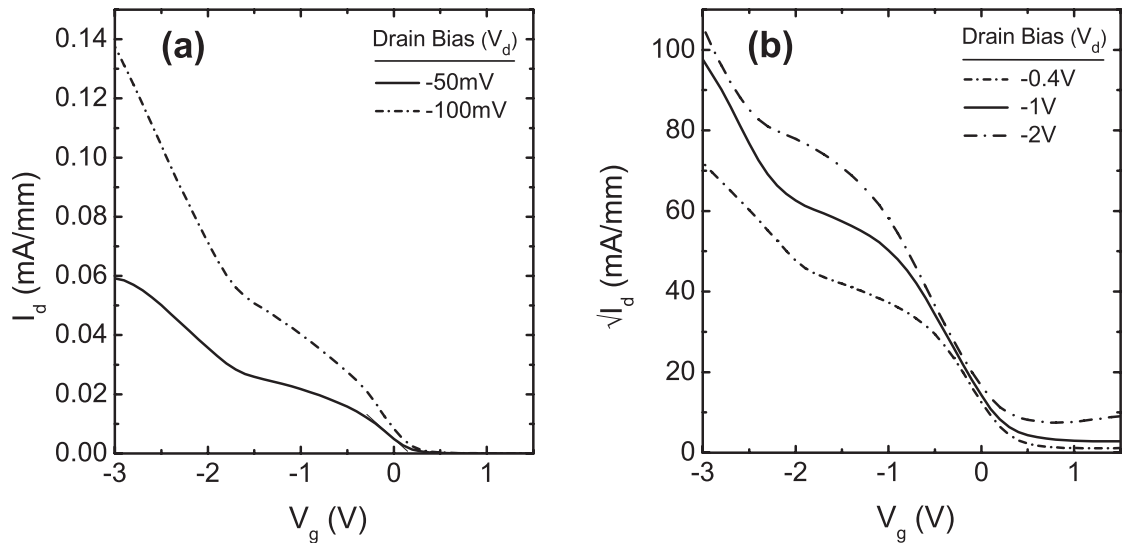 (a)
Drain Bias (V_d)
-50mV
-100mV
I_d (mA/mm)
0.14
0.12
0.10
0.08
0.06
0.04
0.02
0.00
-3 -2 -1 0 1
V_g (V)
(b)
Drain Bias (V_d)
-0.4V
-1V
-2V
√I_d (mA/mm)
100
80
60
40
20
0
-3 -2 -1 0 1
V_g (V)